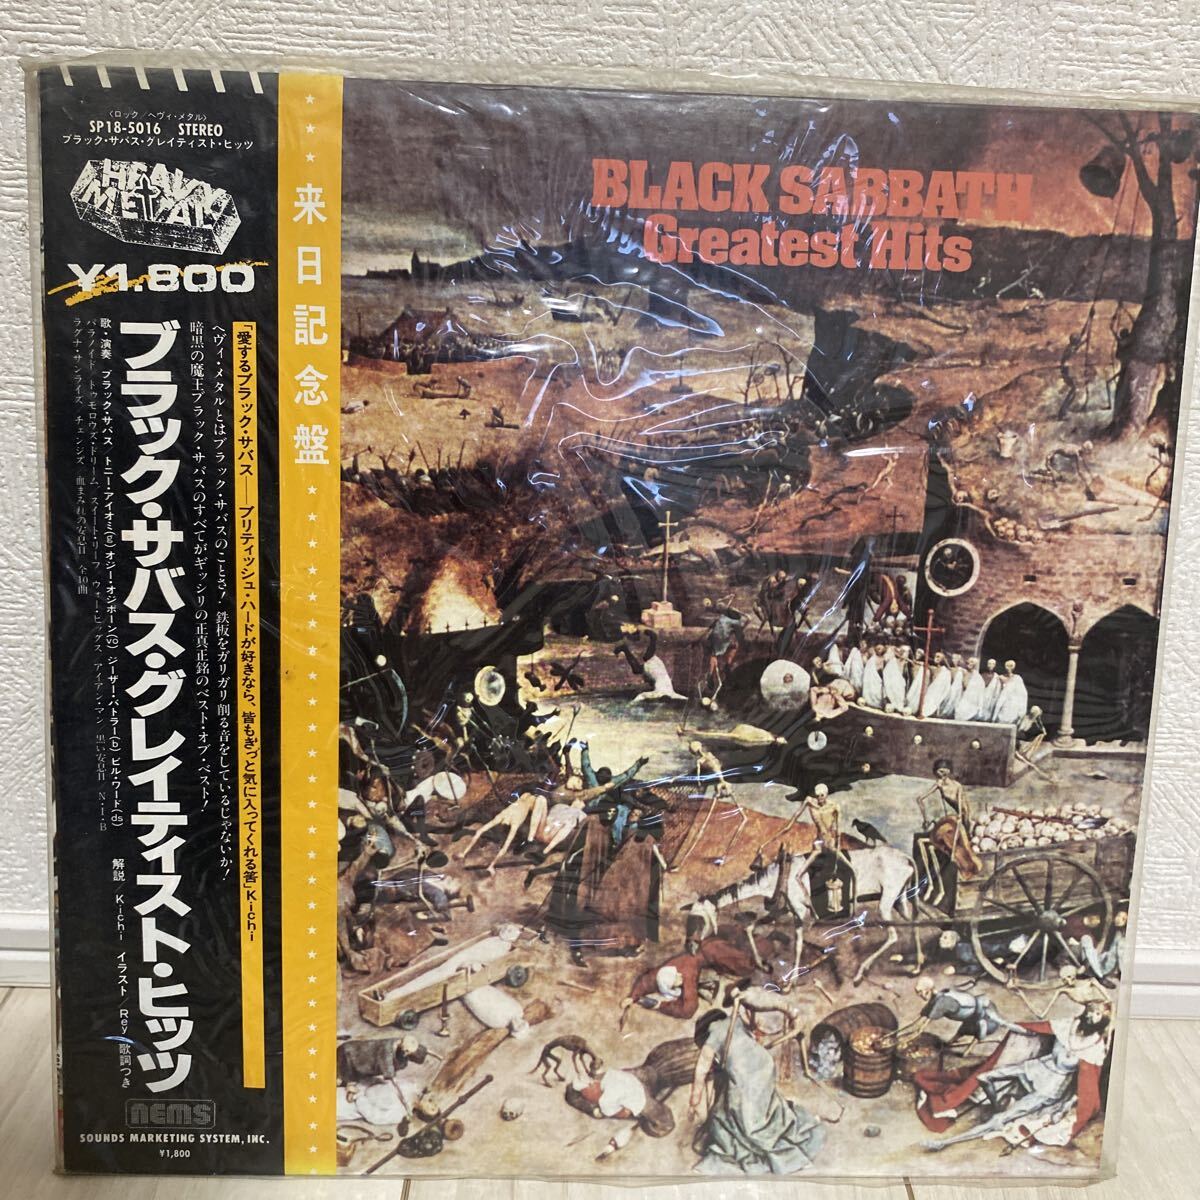 〈ロック/ヘヴィ・メタル〉
SP18-5016 STEREO
ブラック・サバス・グレイティスト・ヒッツ
HEAVY
METAL
¥1.800
来日記念盤
「愛するブラック・サバス──ブリティッシュ・ハードが好きなら、皆もきっと気に入ってくれる筈」Kichi
ヘヴィ・メタルとはブラック・サバスのことさ! 鉄板をガリガリ削る音をしているじゃないか!
暗黒の魔王ブラック・サバスのすべてがギッシリの正真正銘のベスト・オブ・ベスト!
ブラック・サバス・グレイティスト・ヒッツ
歌・演奏 ブラック・サバス/トニー・アイオミ(g) オジー・オジボーン(vo) ジーザー・バトラー(b) ビル・ワード(ds)
パラノイド/トゥモロウズ・ドリーム/スイート・リーフ/ウォー・ピッグス/アイアン・マン/黒い安息日/N・I・B
ラグナ・サンライズ/チェンジズ/血まみれの安息日 全10曲
解説/Kichi イラスト/Rey 歌詞つき
nems
SOUNDS MARKETING SYSTEM, INC.
¥1,800
BLACK SABBATH
Greatest Hits